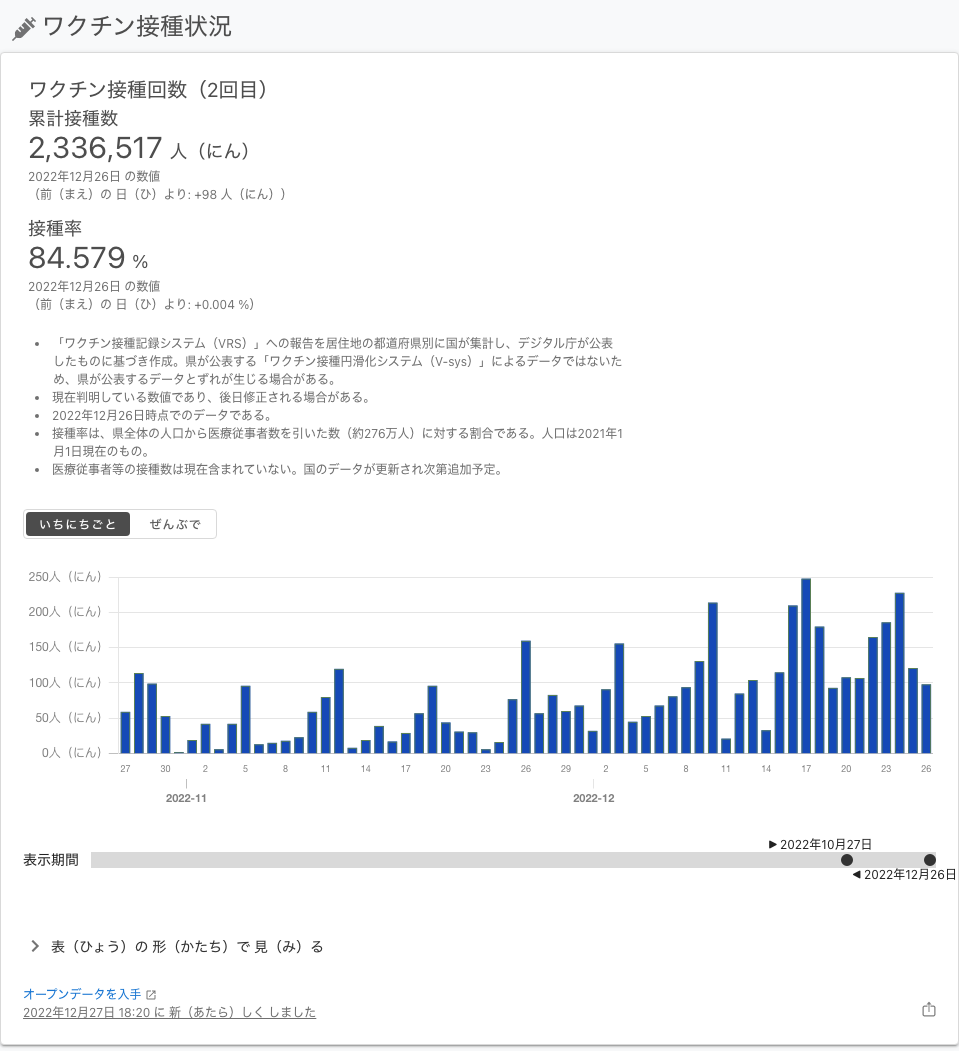 ワクチン接種状況
ワクチン接種回数（2回目）
累計接種数
2,336,517 人（にん）
2022年12月26日 の数値
（前（まえ）の 日（ひ）より: +98 人（にん））
接種率
84.579 %
2022年12月26日 の数値
（前（まえ）の 日（ひ）より: +0.004 %）
「ワクチン接種記録システム（VRS）」への報告を居住地の都道府県別に国が集計し、デジタル庁が公表
したものに基づき作成。県が公表する「ワクチン接種円滑化システム（V-sys）」によるデータではないた
め、県が公表するデータとずれが生じる場合がある。
現在判明している数値であり、後日修正される場合がある。
2022年12月26日時点でのデータである。
接種率は、県全体の人口から医療従事者数を引いた数（約276万人）に対する割合である。人口は2021年1
月1日現在のもの。
医療従事者等の接種数は現在含まれていない。国のデータが更新され次第追加予定。
いちにちごと ぜんぶで
250人（にん）
200人（にん）
150人（にん）
100人（にん）
50人（にん）
0人（にん）
27 30 2 5 8 11 14 17 20 23 26 29 2 5 8 11 14 17 20 23 26
2022-11 2022-12
▶ 2022年10月27日
表示期間
◀ 2022年12月26日
表（ひょう）の 形（かたち）で 見（み）る
オープンデータを入手
2022年12月27日 18:20 に 新（あたら）しく しました